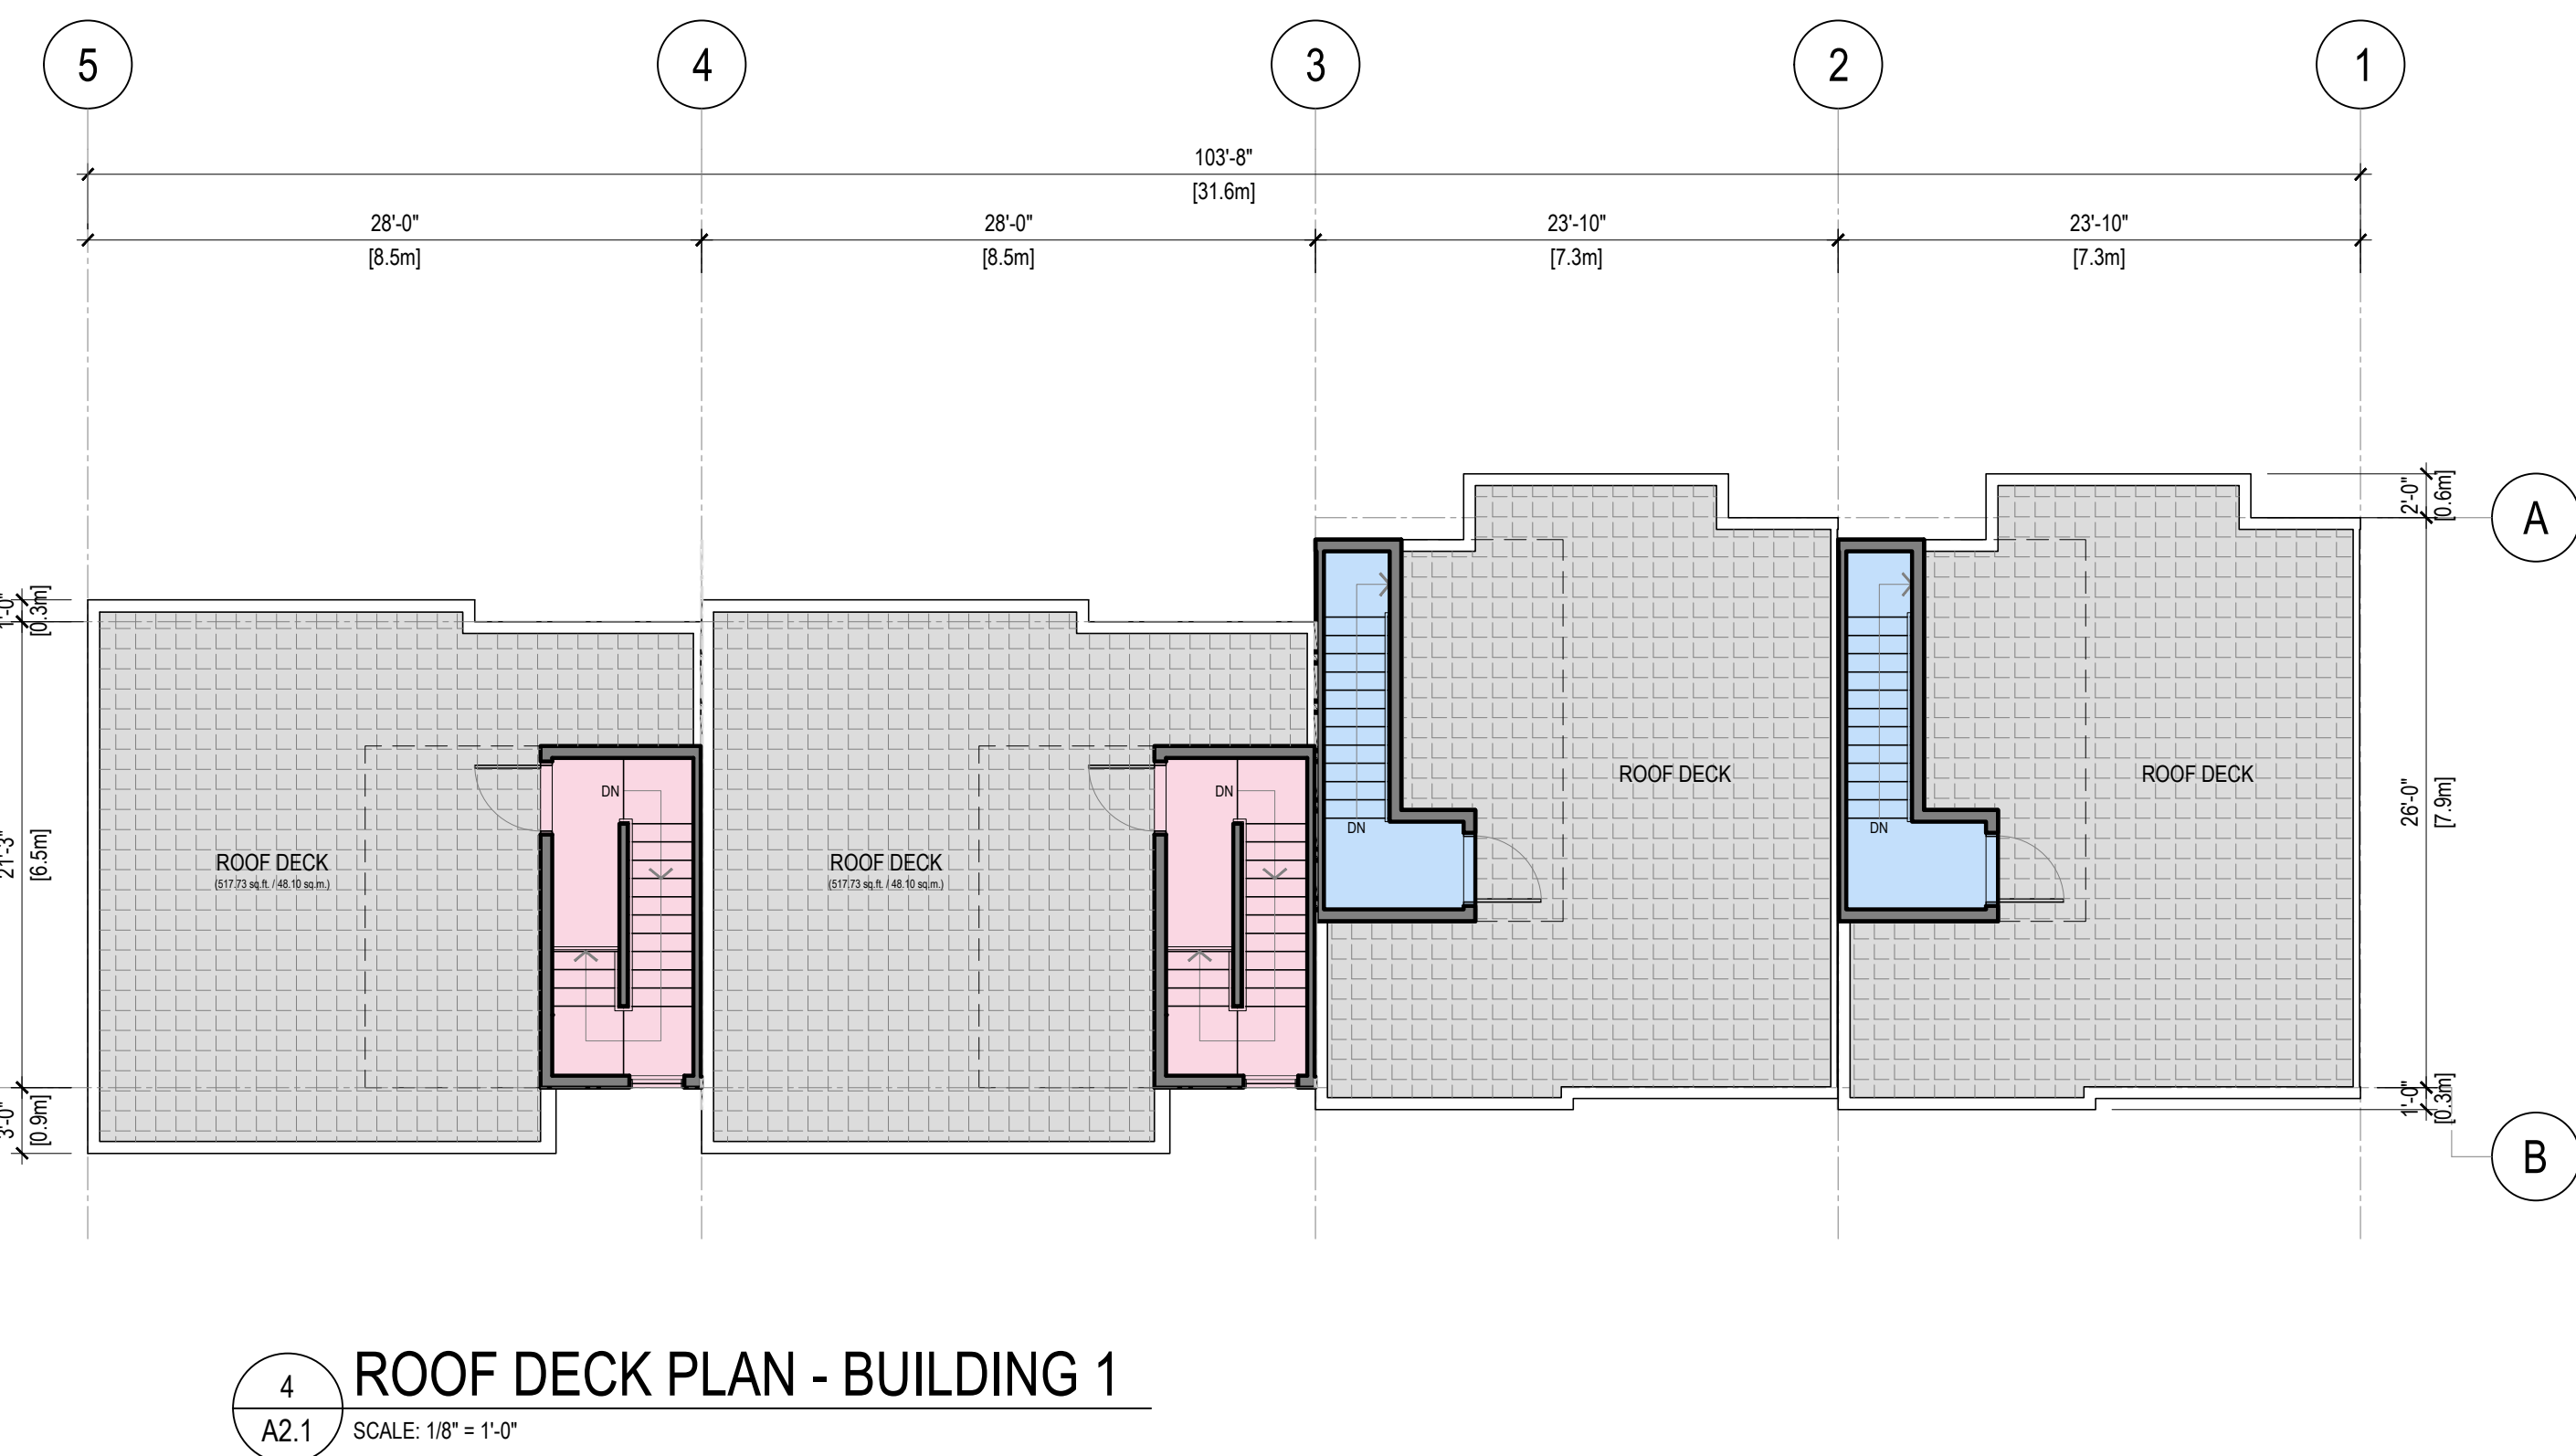 5 4 3 2 1
103'-8"
[31.6m]
28'-0" 28'-0" 23'-10" 23'-10"
[8.5m] [8.5m] [7.3m] [7.3m]
2'-0"
[0.6m]
A
[0.3m]
26'-0"
[7.9m]
21'-3"
[6.5m]
ROOF DECK ROOF DECK
DN DN
DN DN
ROOF DECK ROOF DECK
(517.73 sq.ft. / 48.10 sq.m.) (517.73 sq.ft. / 48.10 sq.m.)
3'-0"
[0.9m]
1'-0"
[0.3m]
B
4
A2.1
ROOF DECK PLAN - BUILDING 1
SCALE: 1/8" = 1'-0"